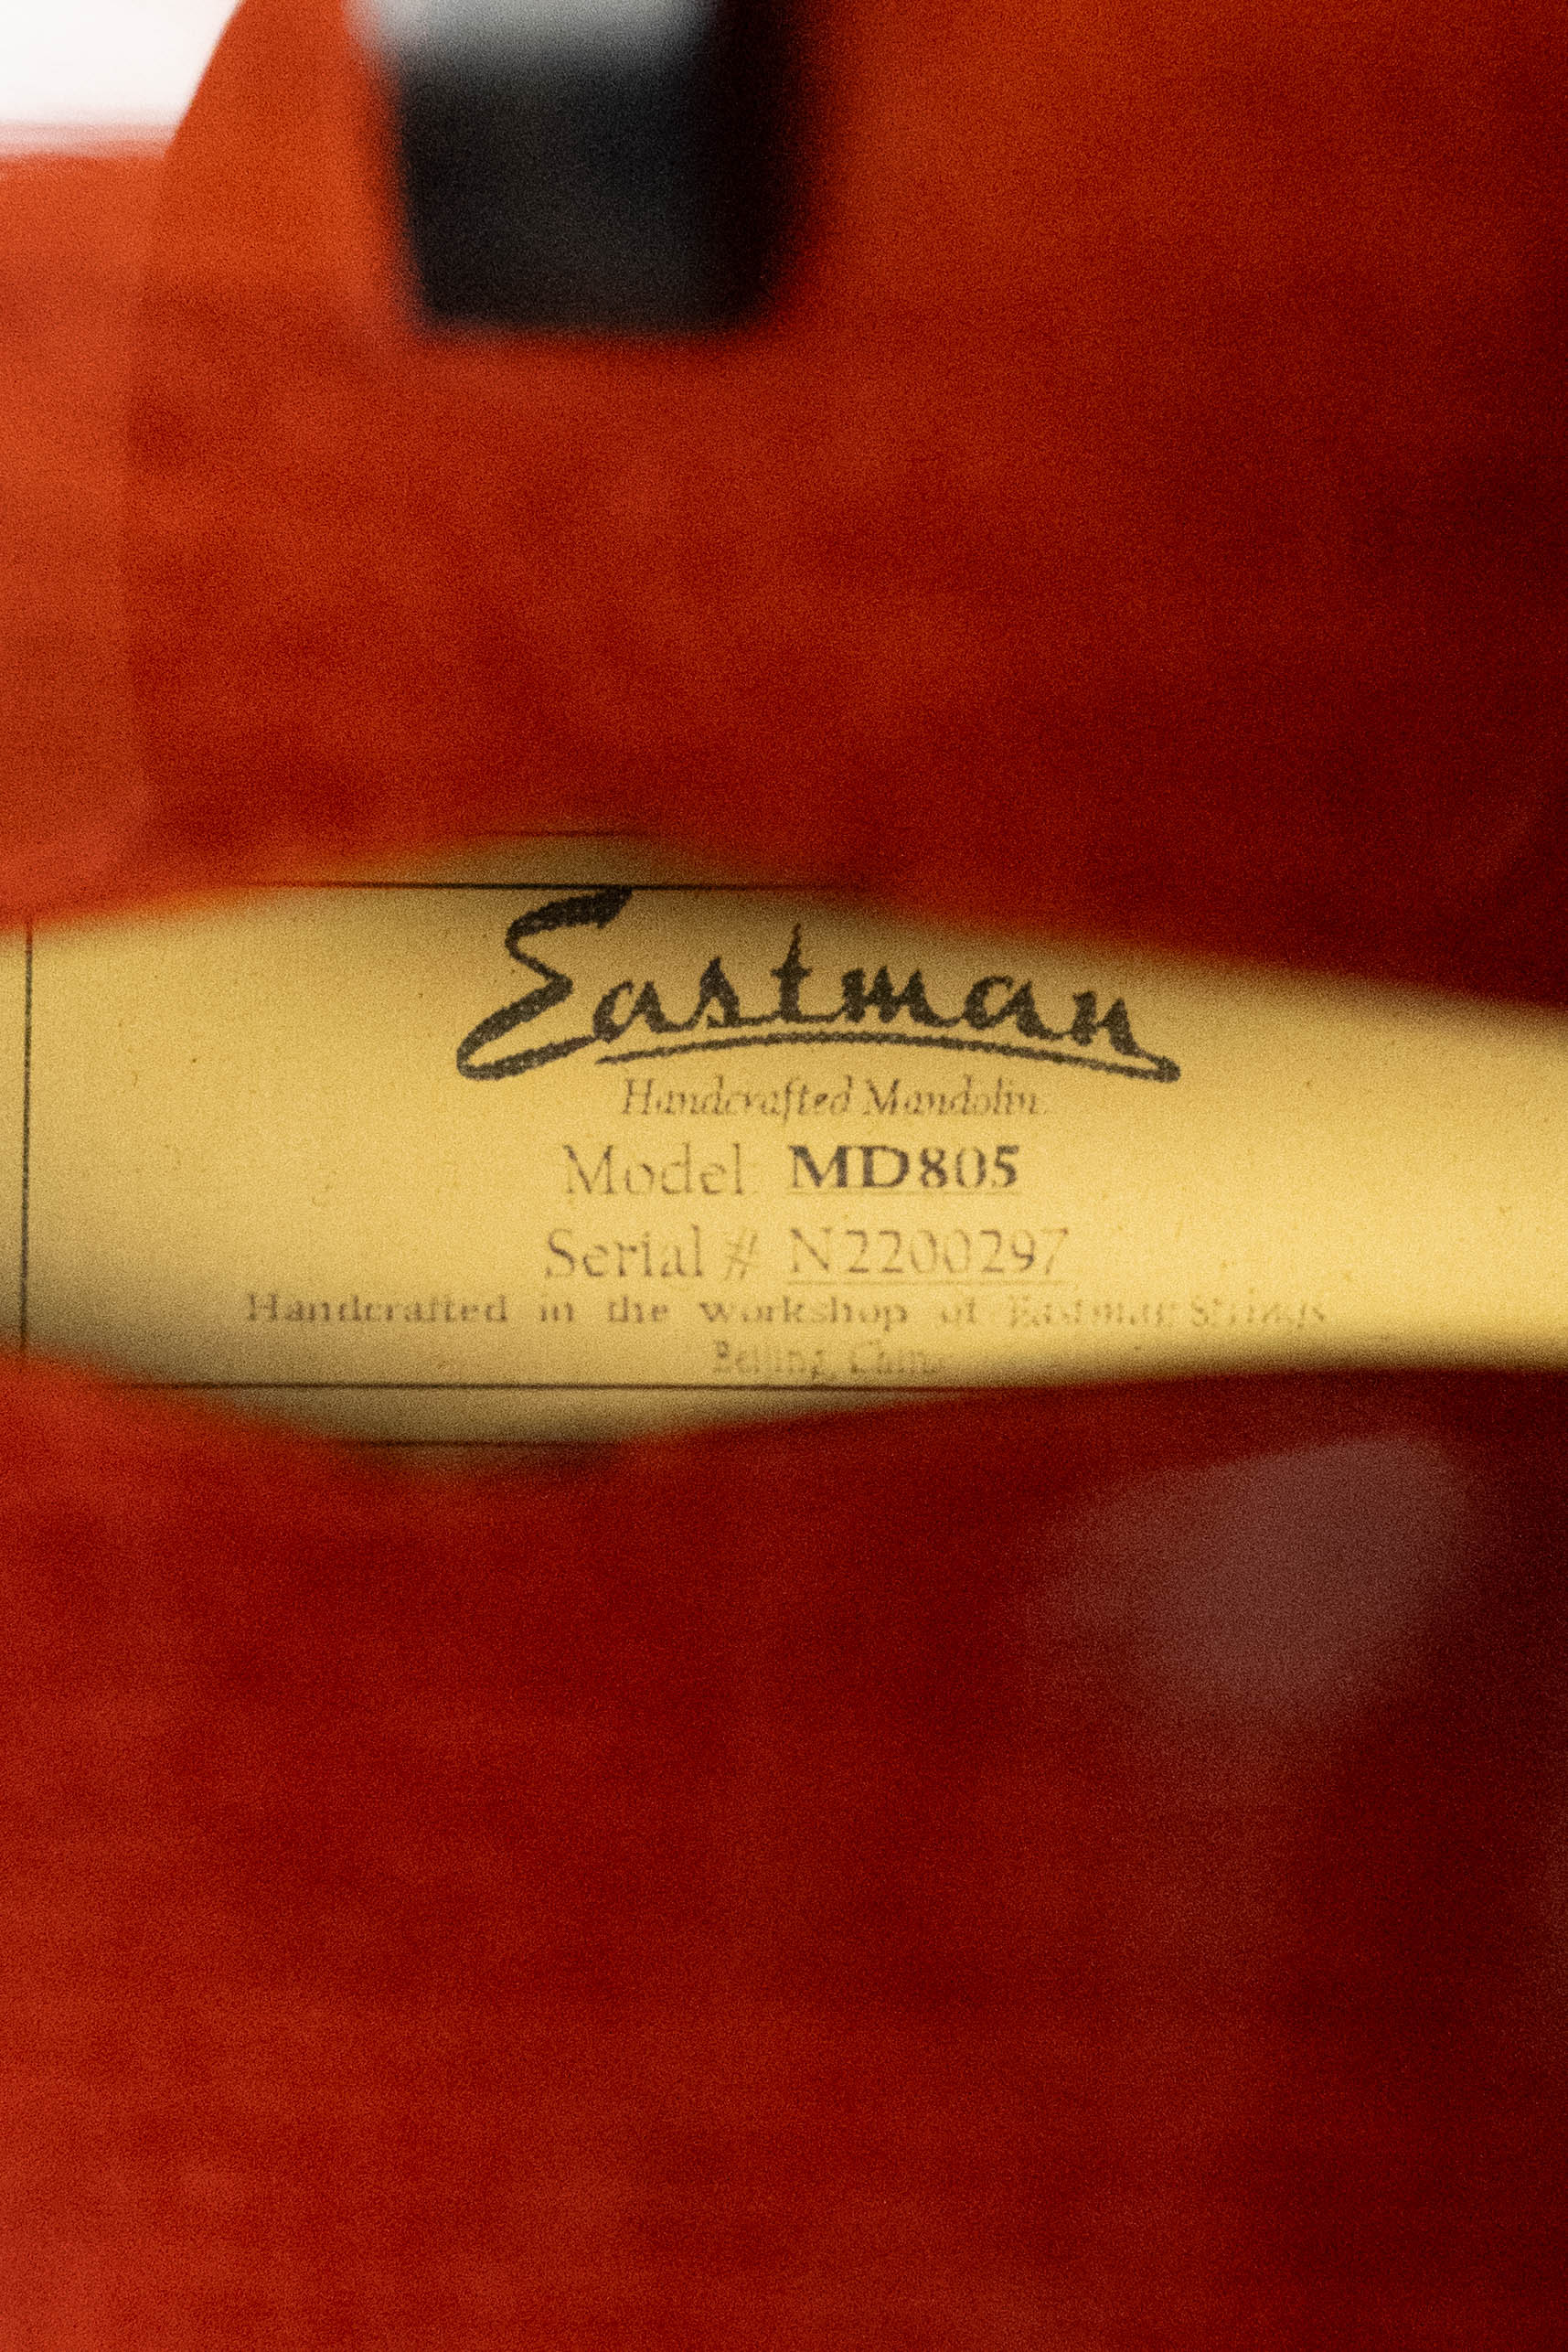 Eastman
Handcrafted Mandolin
Model MD805
Serial # N2200297
Handcrafted in the workshop of Eastman Strings
Beijing, China